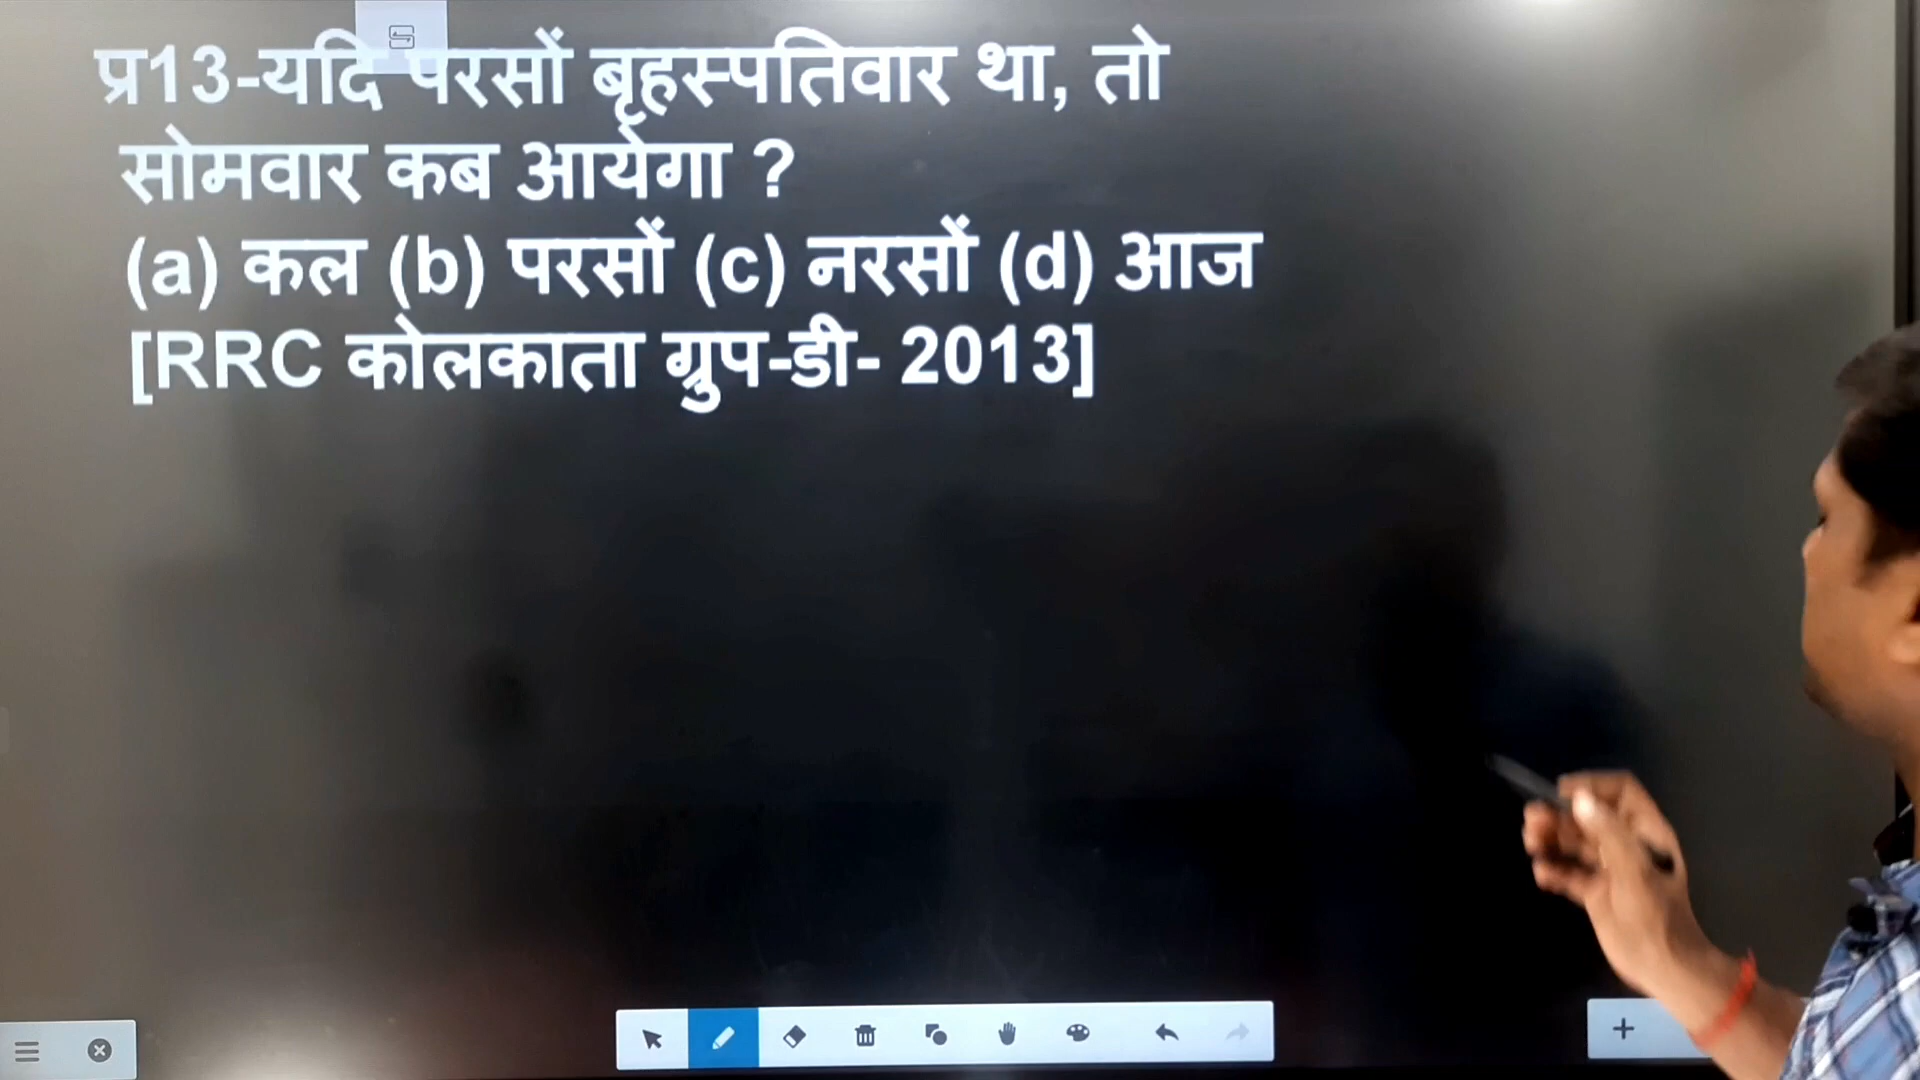 प्र13-यदि परसों बृहस्पतिवार था, तो
सोमवार कब आयेगा ?
(a) कल (b) परसों (c) नरसों (d) आज
[RRC कोलकाता ग्रुप-डी- 2013]